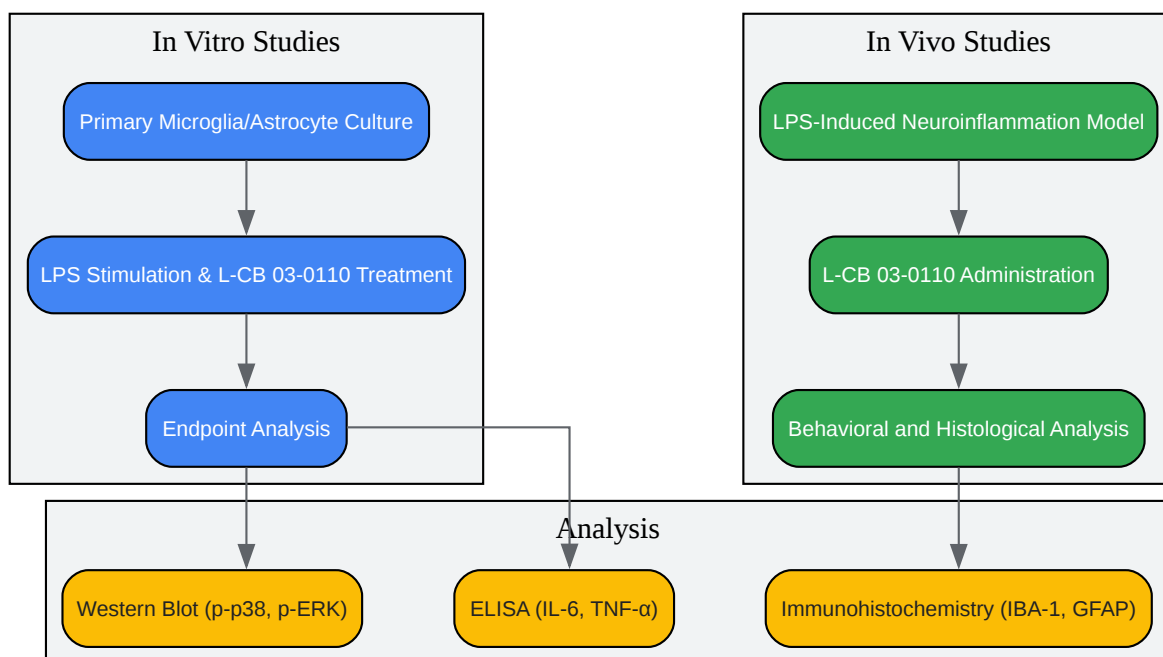 In Vitro Studies
Primary Microglia/Astrocyte Culture
LPS Stimulation & L-CB 03-0110 Treatment
Endpoint Analysis
In Vivo Studies
LPS-Induced Neuroinflammation Model
L-CB 03-0110 Administration
Behavioral and Histological Analysis
Analysis
Western Blot (p-p38, p-ERK)
ELISA (IL-6, TNF-α)
Immunohistochemistry (IBA-1, GFAP)